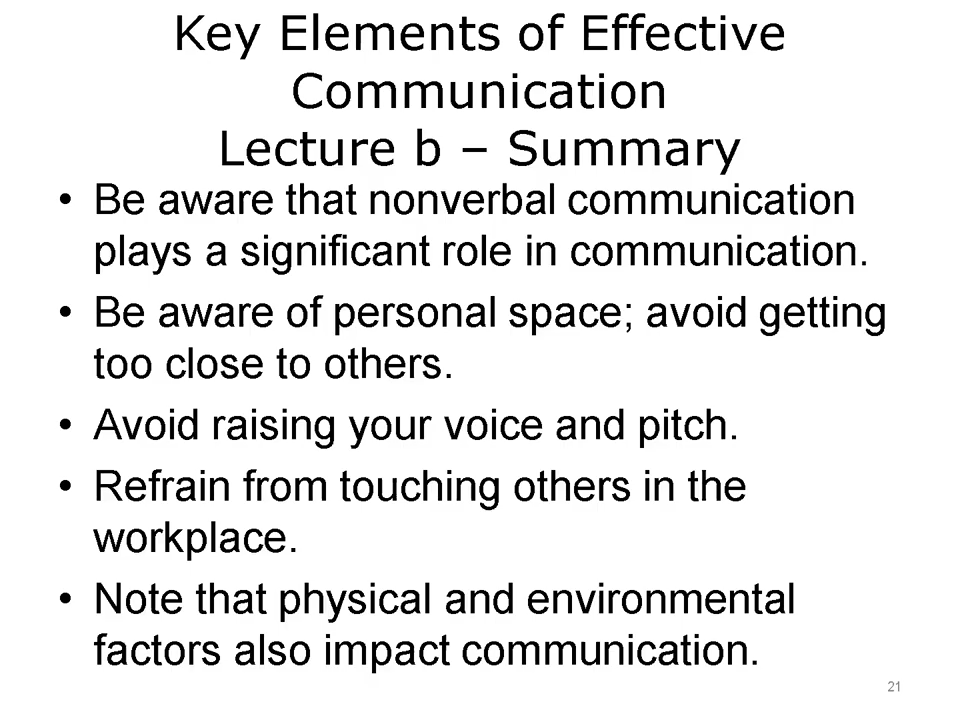 Key Elements of Effective
Communication
Lecture b – Summary
• Be aware that nonverbal communication
plays a significant role in communication.
• Be aware of personal space; avoid getting
too close to others.
• Avoid raising your voice and pitch.
• Refrain from touching others in the
workplace.
• Note that physical and environmental
factors also impact communication.
21